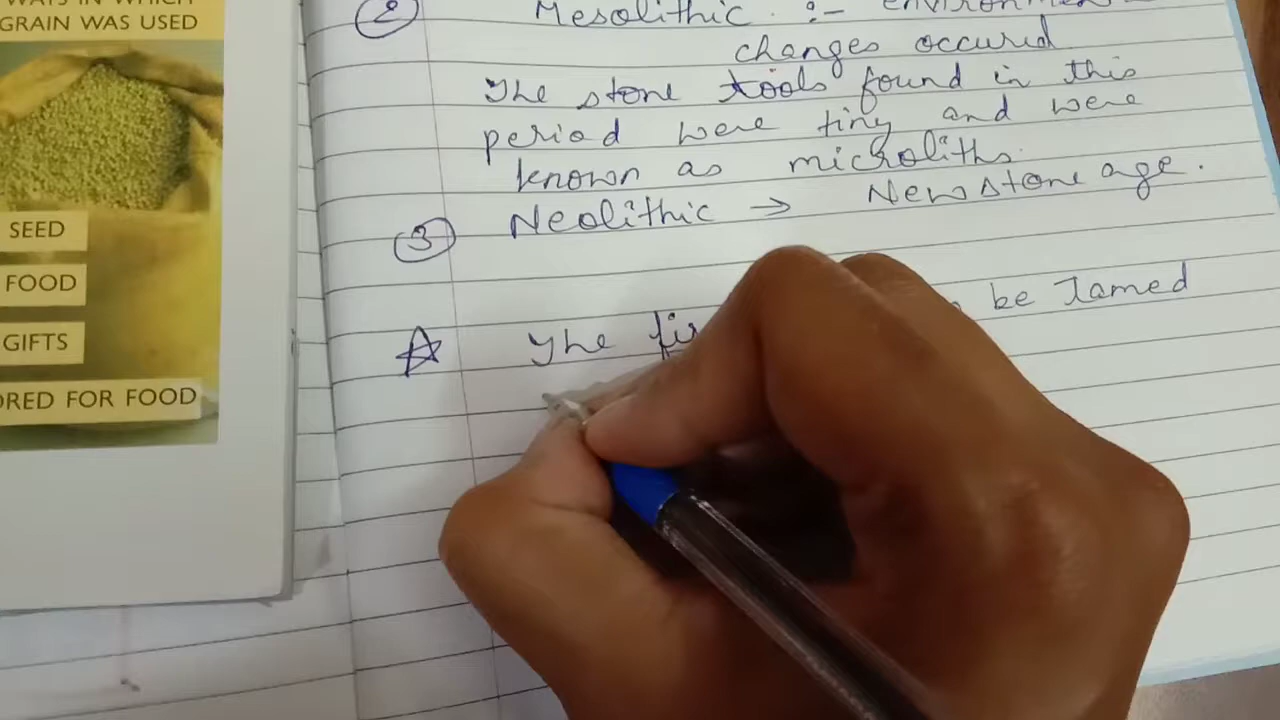 WAYS IN WHICH
GRAIN WAS USED
SEED
FOOD
GIFTS
ORED FOR FOOD
② Mesolithic :- environmen
changes occured
The stone tools found in this
period were tiny and were
known as microliths.
③ Neolithic → New stone age.
☆ The fir be Tamed